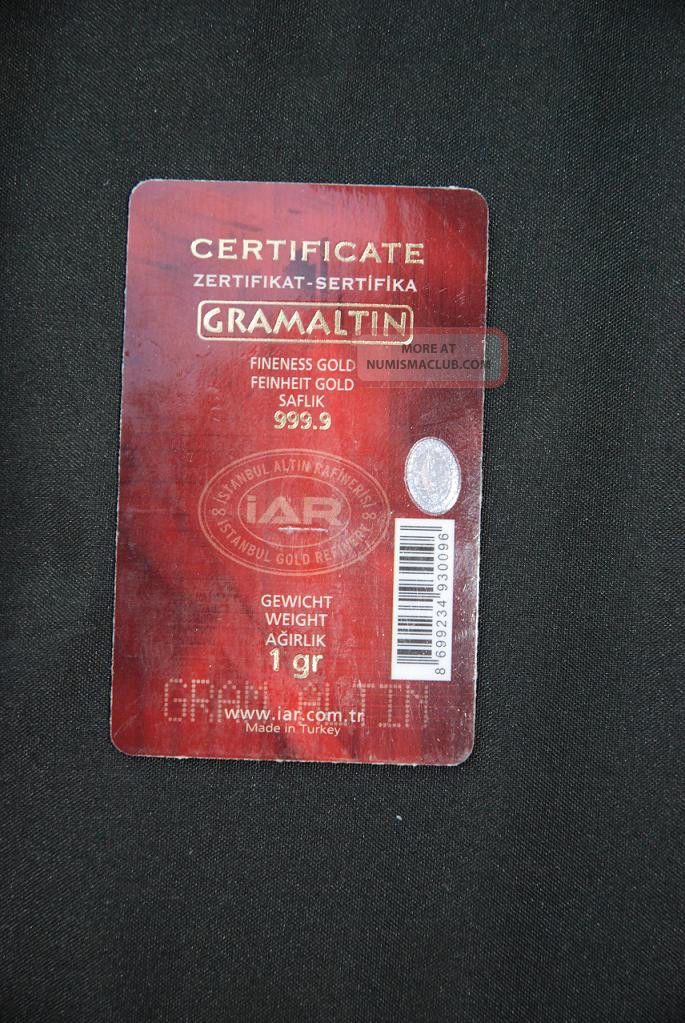 CERTIFICATE
ZERTIFIKAT-SERTİFİKA
GRAMALTIN
MORE AT
NUMISMACLUB.COM
FINENESS GOLD
FEINHEIT GOLD
SAFLIK
999.9
İSTANBUL ALTIN RAFİNERİSİ
iAR
ISTANBUL GOLD REFINERY
8 699234 930096
GEWICHT
WEIGHT
AĞIRLIK
1 gr
GRAM ALTIN
www.iar.com.tr
Made in Turkey